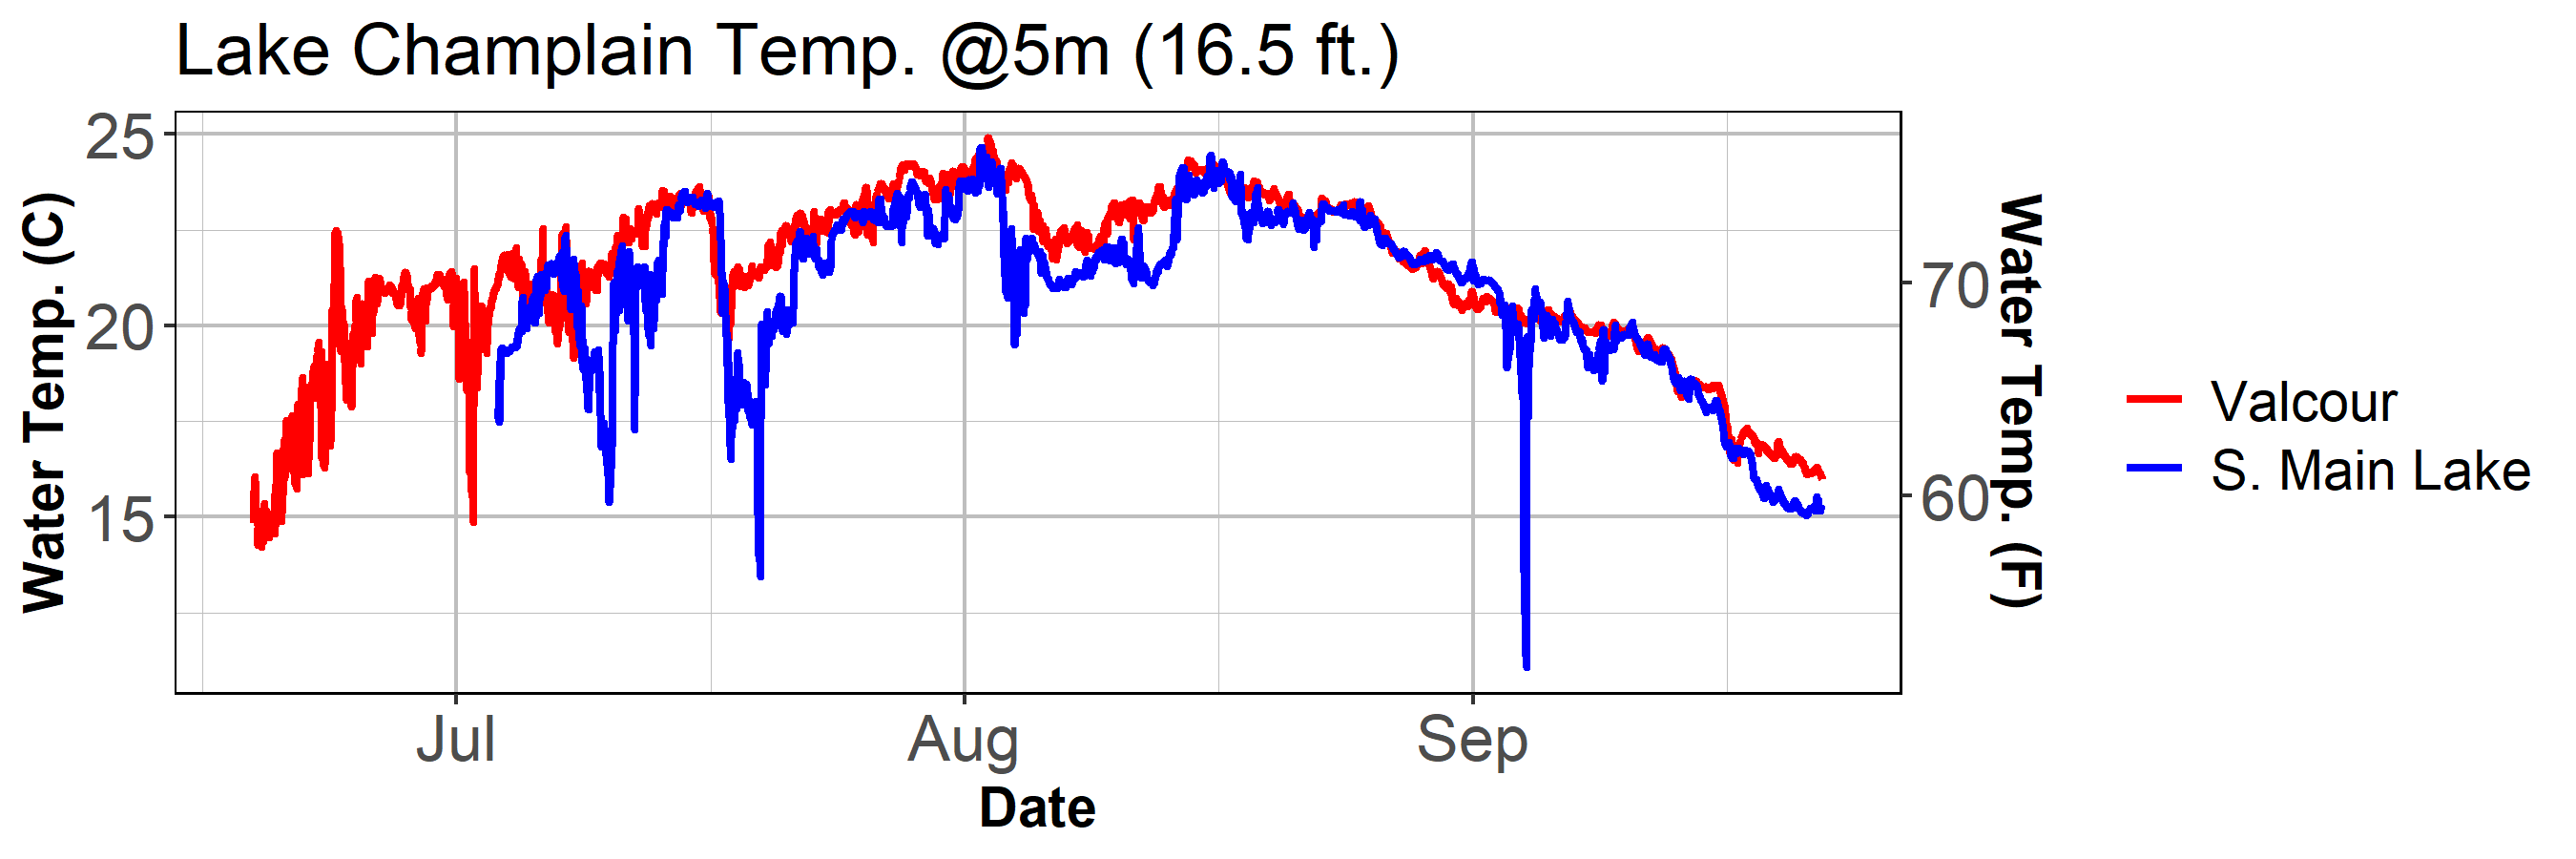 Lake Champlain Temp. @5m (16.5 ft.)
Water Temp. (C)
25
20
15
Jul
Aug
Sep
Date
70
60
Water Temp. (F)
Valcour
S. Main Lake